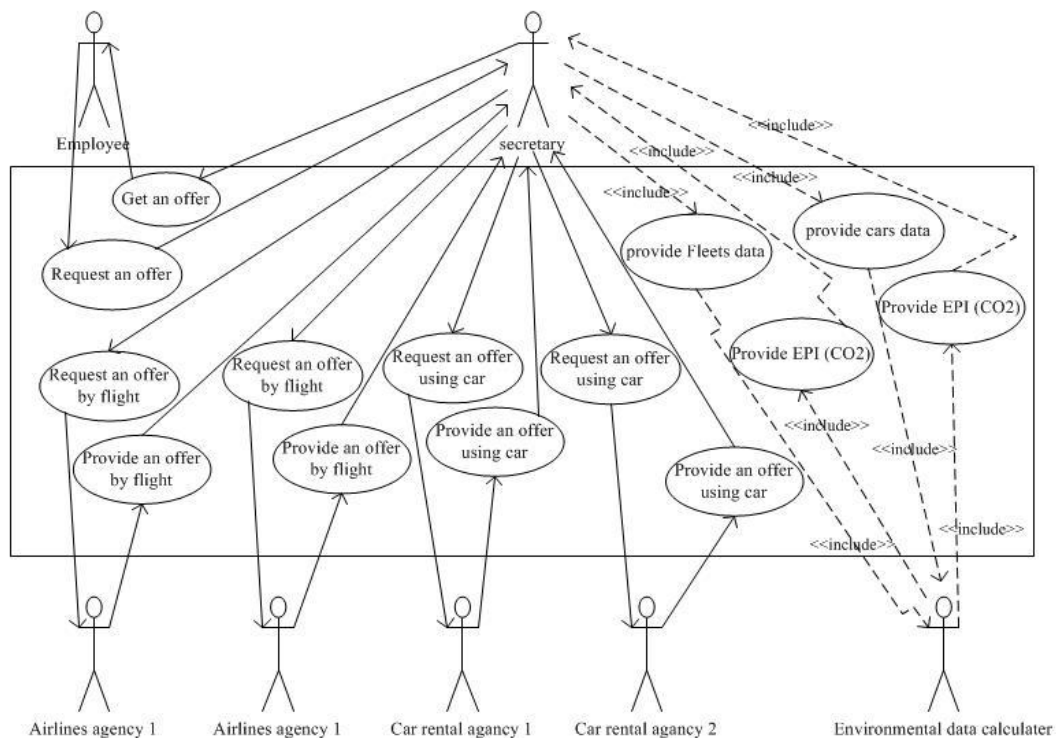 Employee
secretary
<<include>>
<<include>>
<<include>>
<<include>>
Get an offer
Request an offer
provide Fleets data
provide cars data
Provide EPI (CO2)
Provide EPI (CO2)
Request an offer
by flight
Request an offer
by flight
Request an offer
using car
Request an offer
using car
Provide an offer
by flight
Provide an offer
by flight
Provide an offer
using car
Provide an offer
using car
<<include>>
<<include>>
<<include>>
<<include>>
Airlines agency 1
Airlines agency 1
Car rental agancy 1
Car rental agancy 2
Environmental data calculater